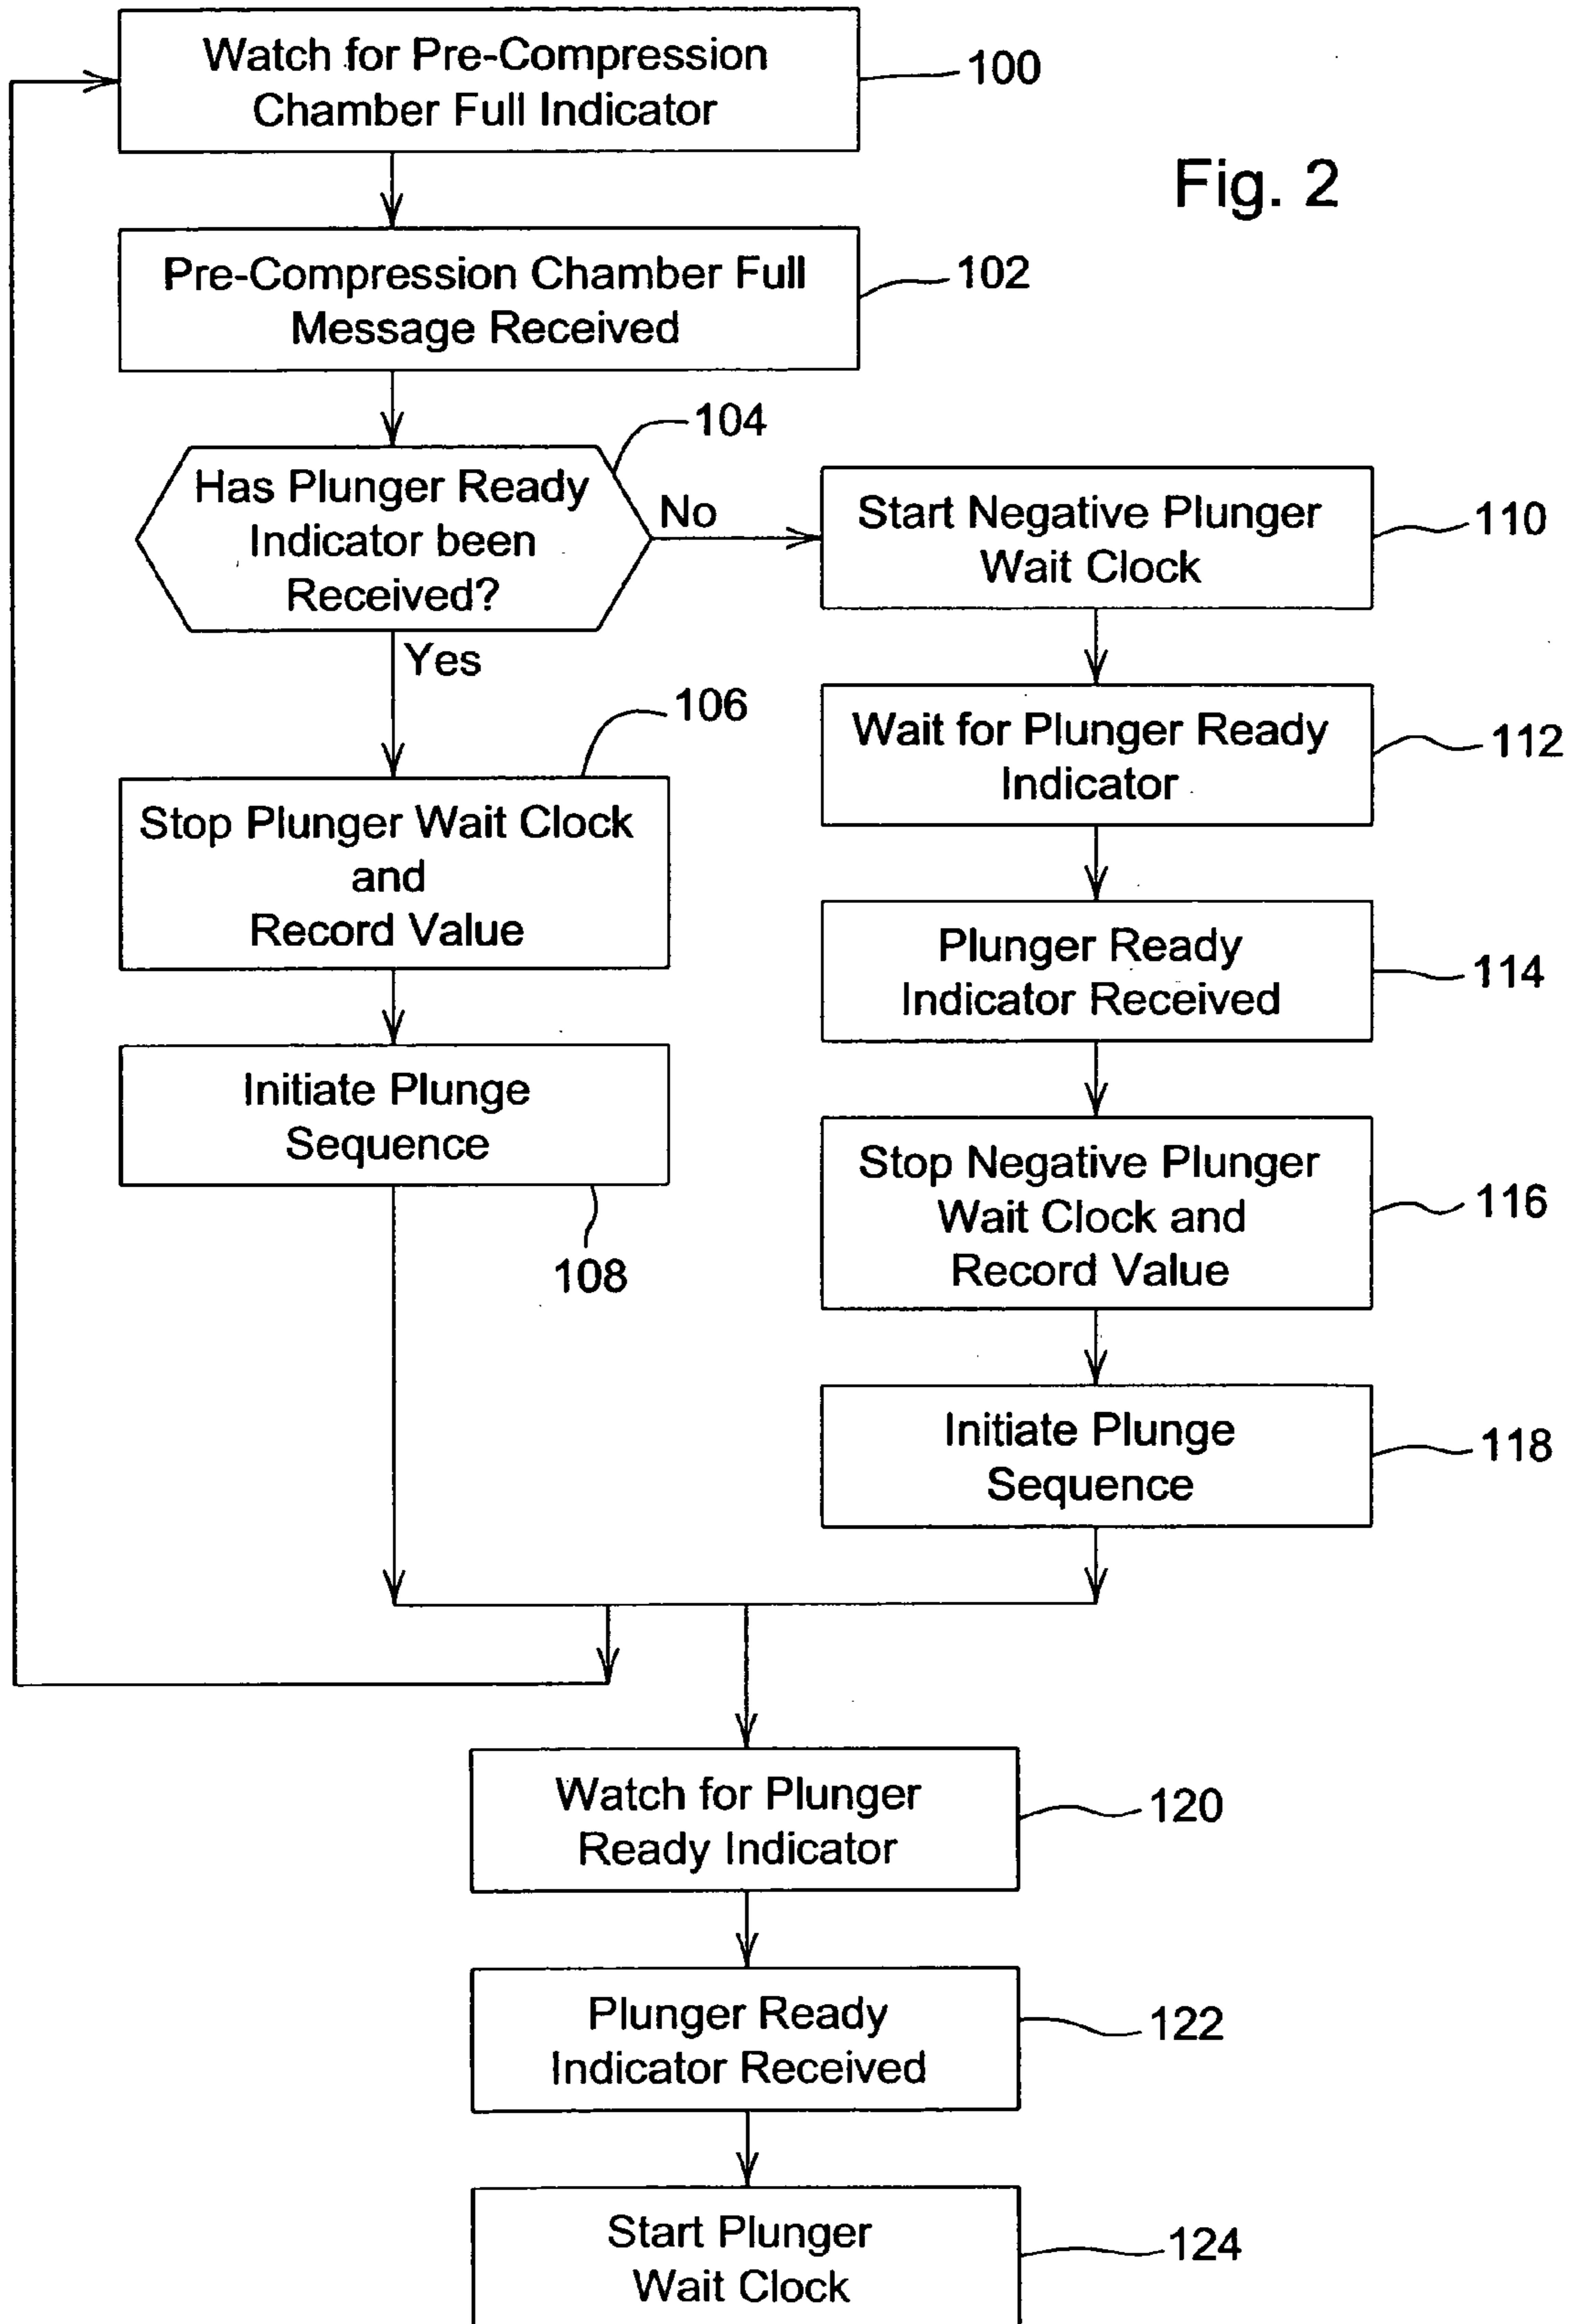 Watch for Pre-Compression
Chamber Full Indicator
100
Fig. 2
Pre-Compression Chamber Full
Message Received
102
104
Has Plunger Ready
Indicator been
Received?
No
Yes
Start Negative Plunger
Wait Clock
110
106
Stop Plunger Wait Clock
and
Record Value
Wait for Plunger Ready
Indicator
112
Plunger Ready
Indicator Received
114
Initiate Plunge
Sequence
108
Stop Negative Plunger
Wait Clock and
Record Value
116
Initiate Plunge
Sequence
118
Watch for Plunger
Ready Indicator
120
Plunger Ready
Indicator Received
122
Start Plunger
Wait Clock
124